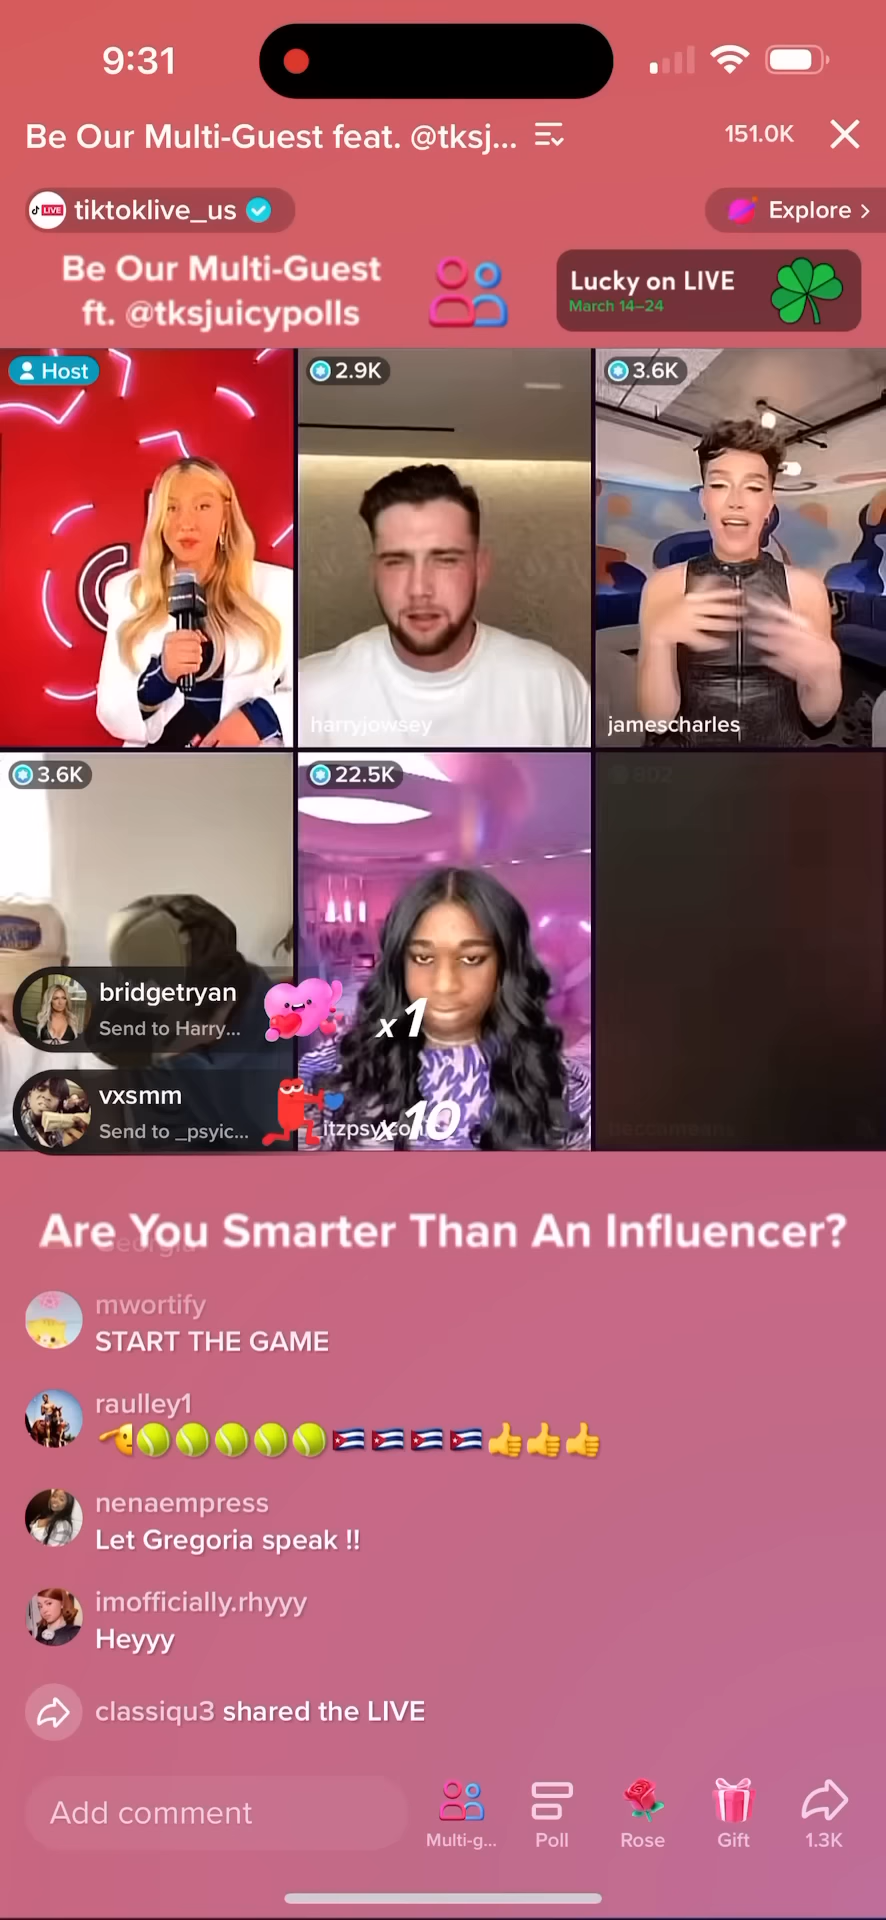 9:31
Be Our Multi-Guest feat. @tksj...
151.0K
LIVE
tiktoklive_us
Explore >
Be Our Multi-Guest
ft. @tksjuicypolls
Lucky on LIVE
March 14–24
Host
2.9K
3.6K
harryjowsey
jamescharles
3.6K
22.5K
802
bridgetryan
Send to Harry...
x1
vxsmm
Send to _psyic...
x10
Are You Smarter Than An Influencer?
Georgia
mwortify
START THE GAME
raulley1
🤏🎾🎾🎾🎾🎾🇨🇺🇨🇺🇨🇺🇨🇺👍👍👍
nenaempress
Let Gregoria speak !!
imofficially.rhyyy
Heyyy
classiqu3 shared the LIVE
Add comment
Multi-g...
Poll
Rose
Gift
1.3K